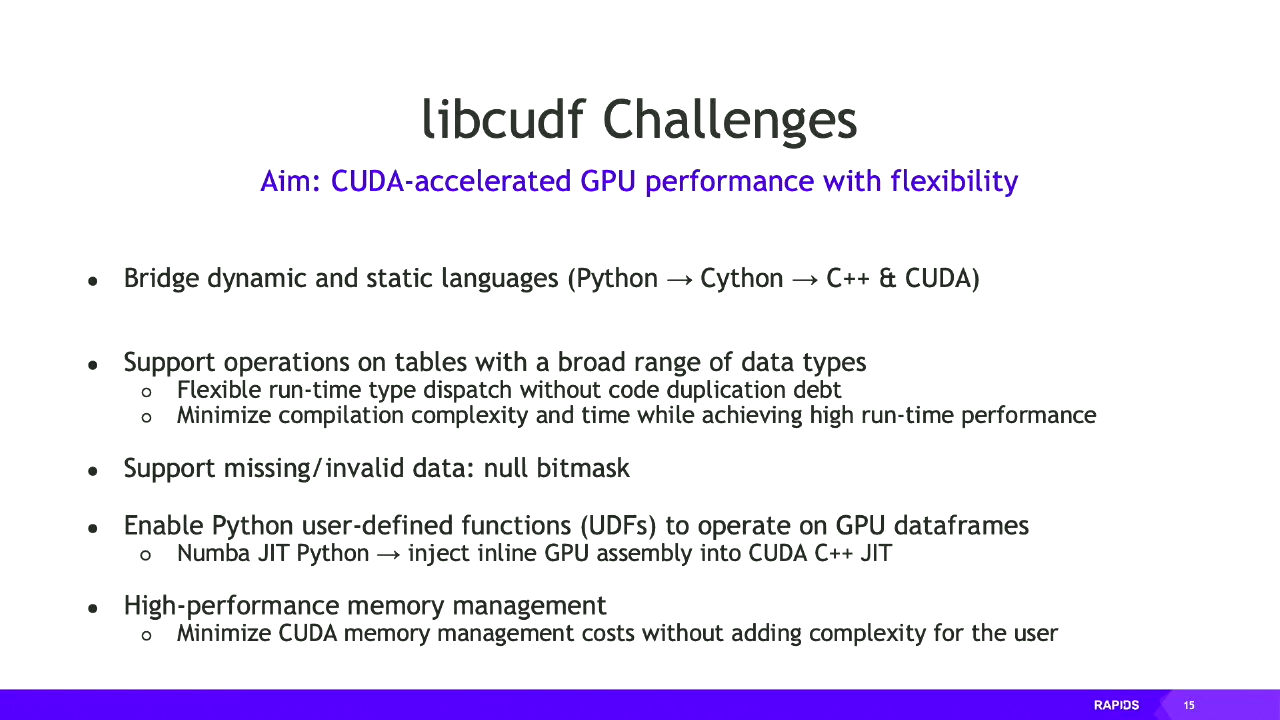 libcudf Challenges
Aim: CUDA-accelerated GPU performance with flexibility
● Bridge dynamic and static languages (Python → Cython → C++ & CUDA)
● Support operations on tables with a broad range of data types
○ Flexible run-time type dispatch without code duplication debt
○ Minimize compilation complexity and time while achieving high run-time performance
● Support missing/invalid data: null bitmask
● Enable Python user-defined functions (UDFs) to operate on GPU dataframes
○ Numba JIT Python → inject inline GPU assembly into CUDA C++ JIT
● High-performance memory management
○ Minimize CUDA memory management costs without adding complexity for the user
RAPIDS 15